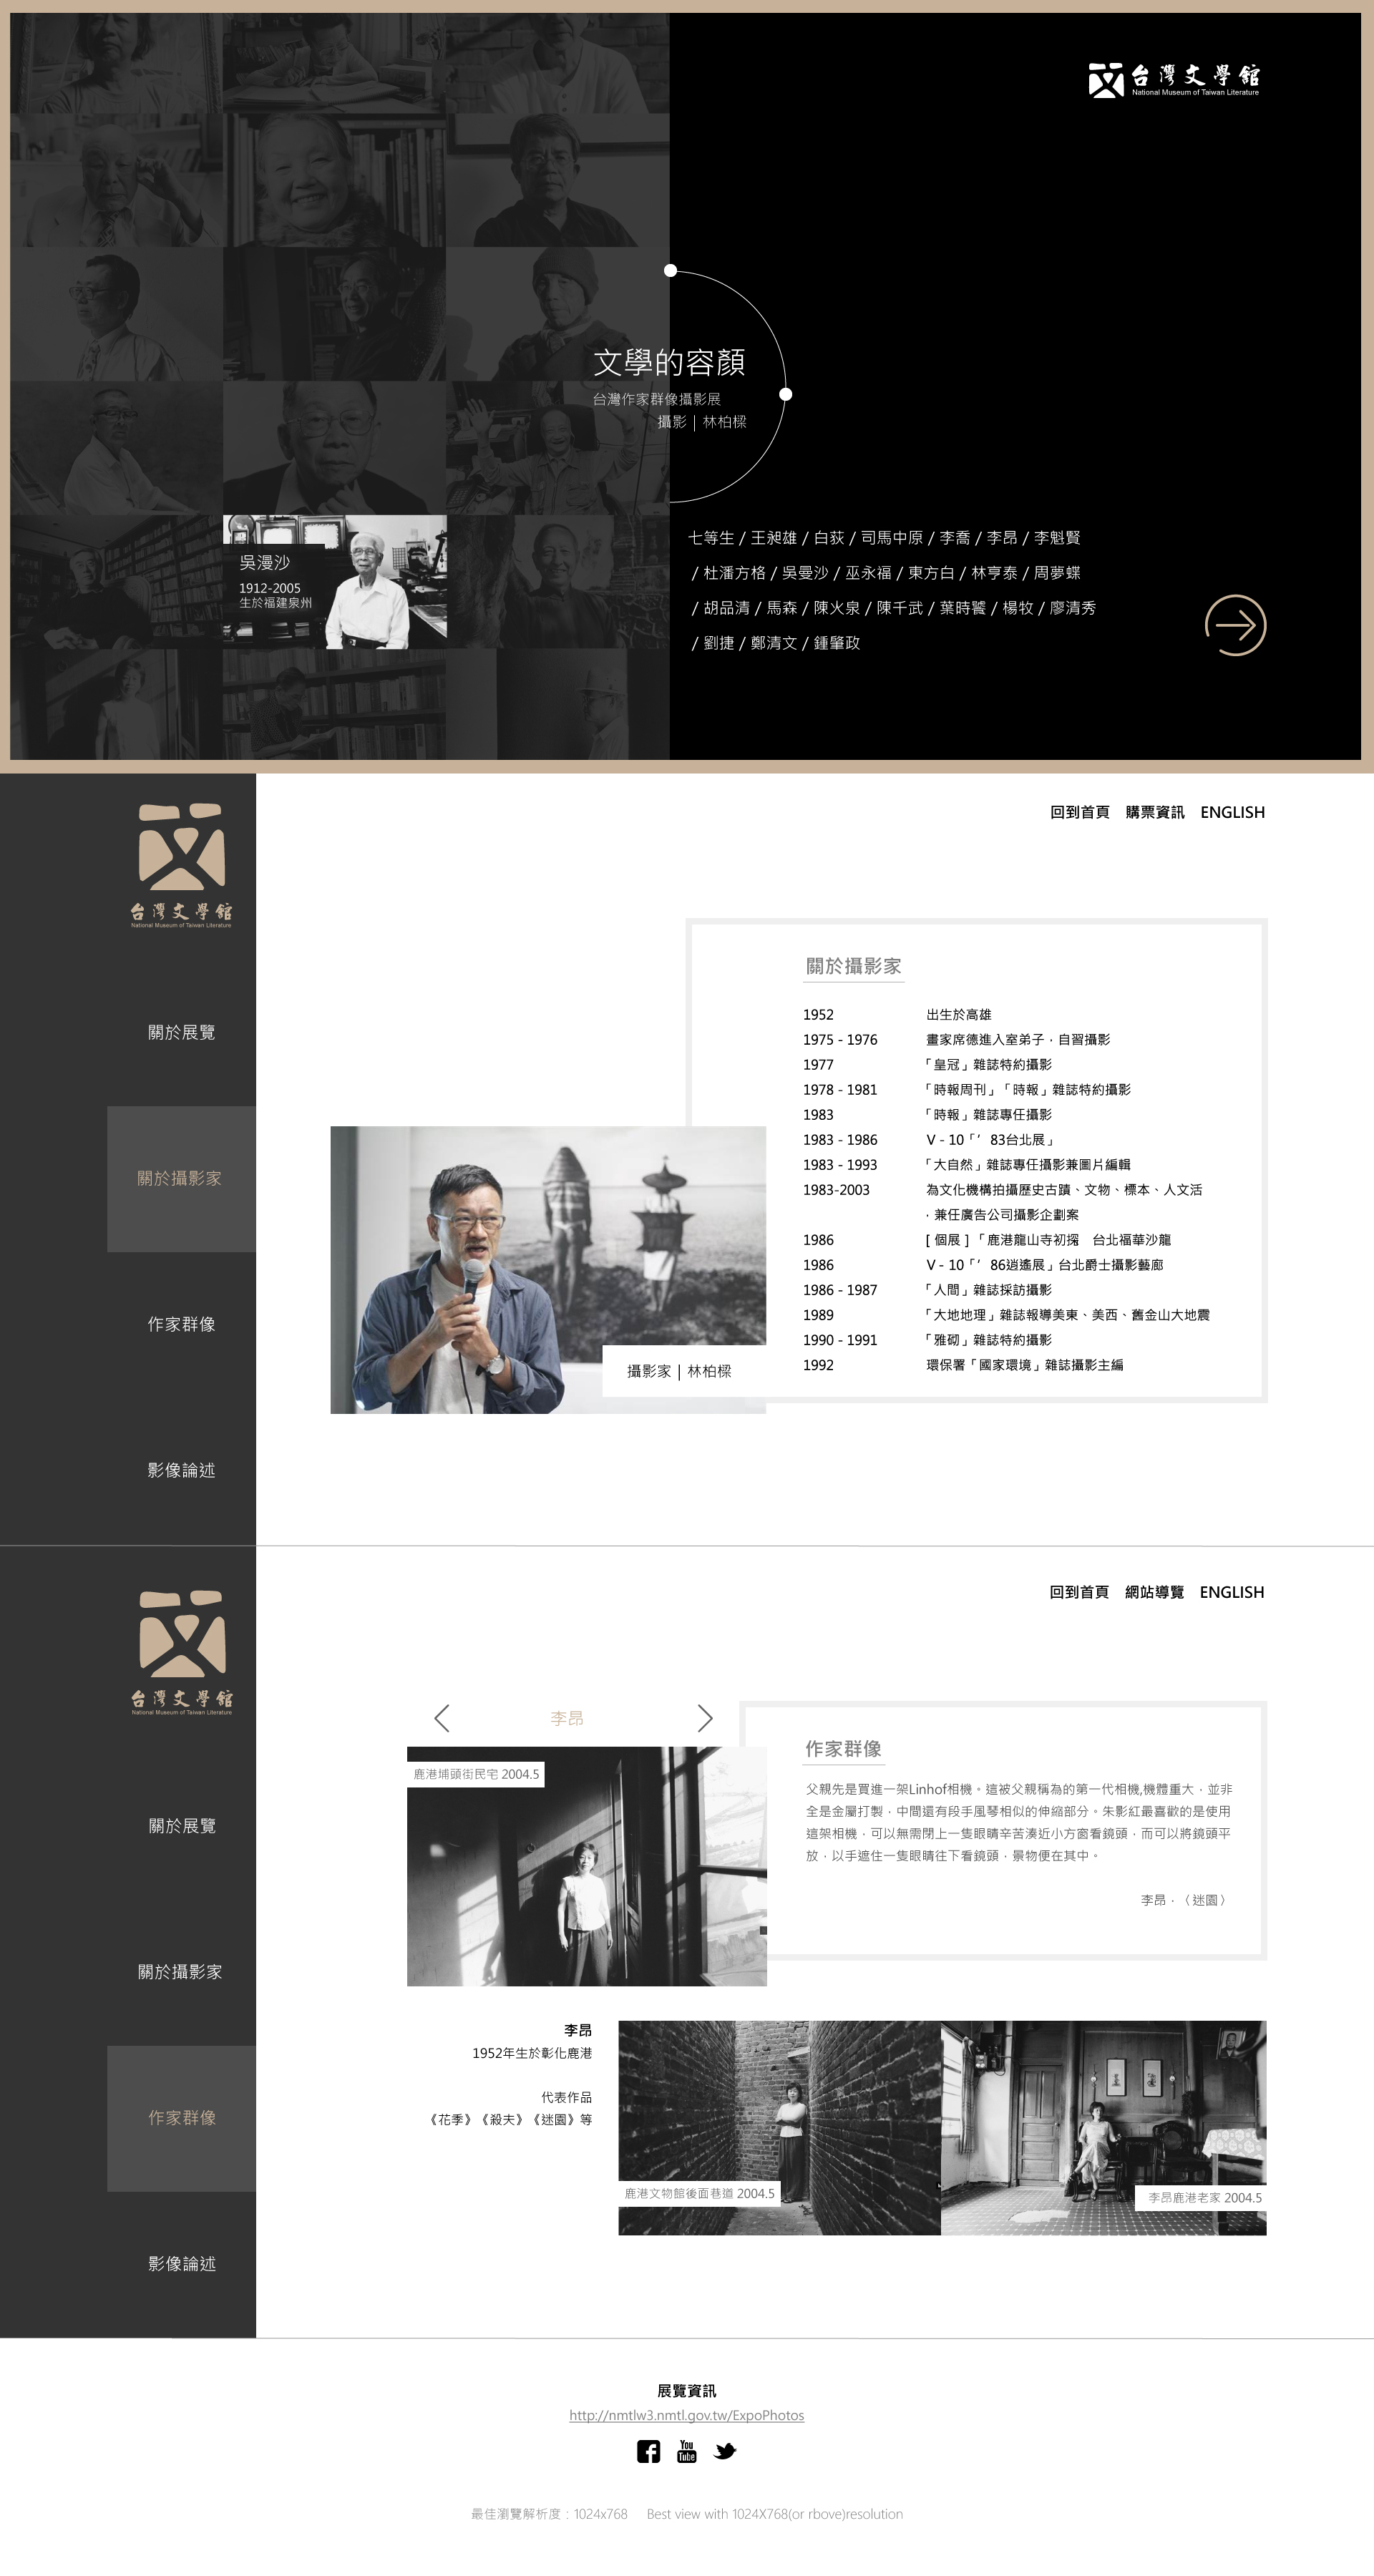 台灣文學館
National Museum of Taiwan Literature
文學的容顏
台灣作家群像攝影展
攝影 | 林柏樑
吳漫沙
1912-2005
生於福建泉州
七等生 / 王昶雄 / 白萩 / 司馬中原 / 李喬 / 李昂 / 李魁賢
/ 杜潘方格 / 吳曼沙 / 巫永福 / 東方白 / 林亨泰 / 周夢蝶
/ 胡品清 / 馬森 / 陳火泉 / 陳千武 / 葉時饕 / 楊牧 / 廖清秀
/ 劉捷 / 鄭清文 / 鍾肇政
台灣文學館
National Museum of Taiwan Literature
關於展覽
關於攝影家
作家群像
影像論述
回到首頁 購票資訊 ENGLISH
關於攝影家
1952 出生於高雄
1975 - 1976 畫家席德進入室弟子，自習攝影
1977 「皇冠」雜誌特約攝影
1978 - 1981 「時報周刊」「時報」雜誌特約攝影
1983 「時報」雜誌專任攝影
1983 - 1986 V - 10「’83台北展」
1983 - 1993 「大自然」雜誌專任攝影兼圖片編輯
1983-2003 為文化機構拍攝歷史古蹟、文物、標本、人文活
，兼任廣告公司攝影企劃案
1986 [ 個展 ]「鹿港龍山寺初探 台北福華沙龍
1986 V - 10「’86逍遙展」台北爵士攝影藝廊
1986 - 1987 「人間」雜誌採訪攝影
1989 「大地地理」雜誌報導美東、美西、舊金山大地震
1990 - 1991 「雅砌」雜誌特約攝影
1992 環保署「國家環境」雜誌攝影主編
攝影家 | 林柏樑
台灣文學館
National Museum of Taiwan Literature
關於展覽
關於攝影家
作家群像
影像論述
回到首頁 網站導覽 ENGLISH
李昂
鹿港埔頭街民宅 2004.5
作家群像
父親先是買進一架Linhof相機。這被父親稱為的第一代相機,機體重大，並非
全是金屬打製，中間還有段手風琴相似的伸縮部分。朱影紅最喜歡的是使用
這架相機，可以無需閉上一隻眼睛辛苦湊近小方窗看鏡頭，而可以將鏡頭平
放，以手遮住一隻眼睛往下看鏡頭，景物便在其中。
李昂，〈迷園〉
李昂
1952年生於彰化鹿港
代表作品
《花季》《殺夫》《迷園》等
鹿港文物館後面巷道 2004.5
李昂鹿港老家 2004.5
展覽資訊
http://nmtlw3.nmtl.gov.tw/ExpoPhotos
You Tube
最佳瀏覽解析度：1024x768 Best view with 1024X768(or rbove)resolution